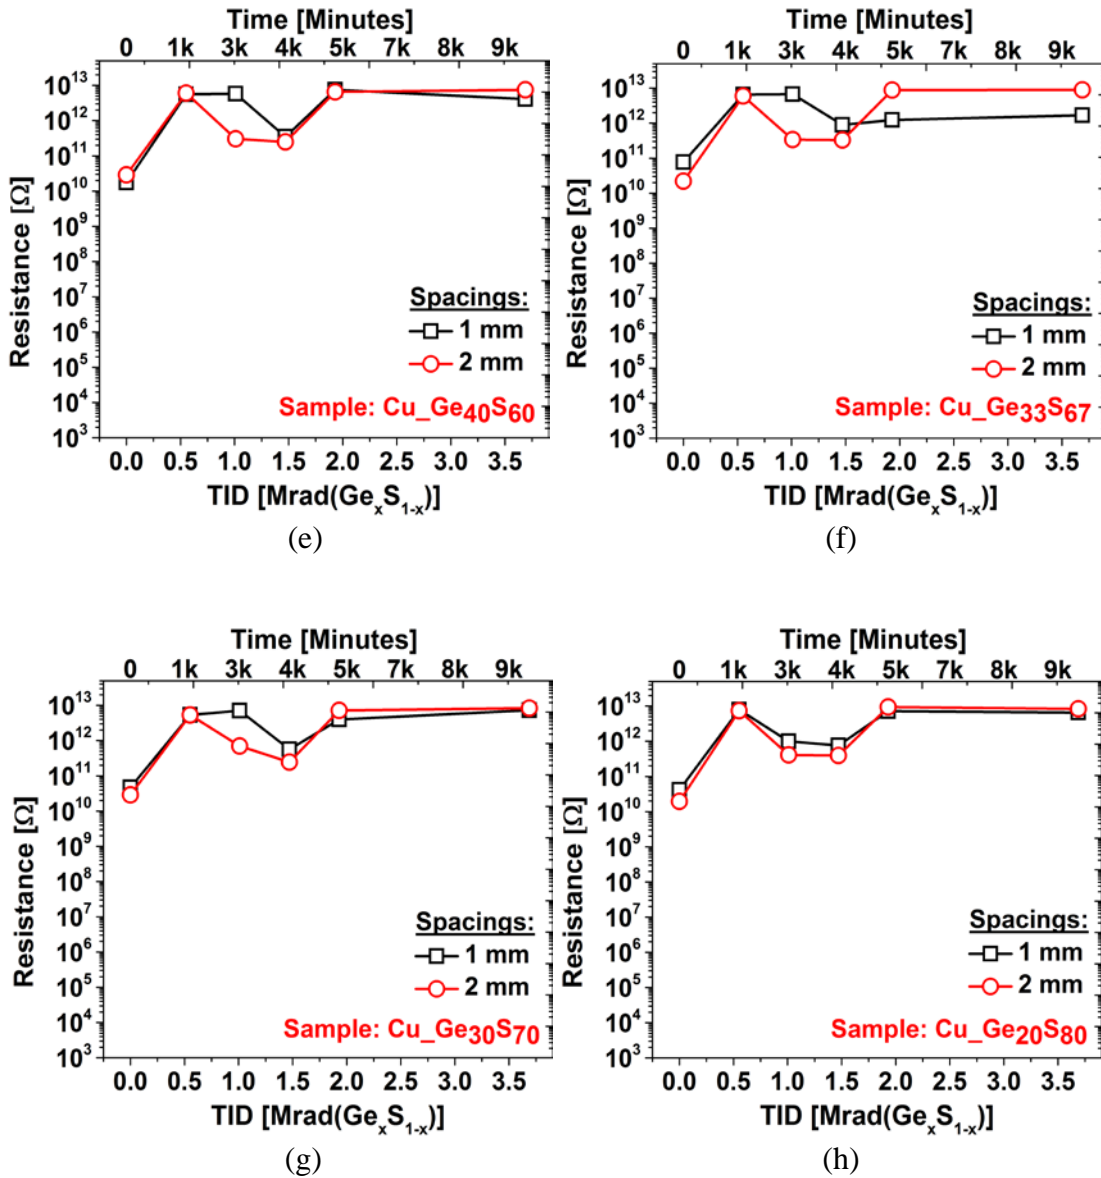 Time [Minutes]
0 1k 3k 4k 5k 7k 8k 9k
10^13
10^12
10^11
10^10
10^9
10^8
10^7
10^6
10^5
10^4
10^3
Resistance [Ω]
Spacings:
1 mm
2 mm
Sample: Cu_Ge40S60
0.0 0.5 1.0 1.5 2.0 2.5 3.0 3.5
TID [Mrad(GexS1-x)]
(e)
Time [Minutes]
0 1k 3k 4k 5k 7k 8k 9k
10^13
10^12
10^11
10^10
10^9
10^8
10^7
10^6
10^5
10^4
10^3
Resistance [Ω]
Spacings:
1 mm
2 mm
Sample: Cu_Ge33S67
0.0 0.5 1.0 1.5 2.0 2.5 3.0 3.5
TID [Mrad(GexS1-x)]
(f)
Time [Minutes]
0 1k 3k 4k 5k 7k 8k 9k
10^13
10^12
10^11
10^10
10^9
10^8
10^7
10^6
10^5
10^4
10^3
Resistance [Ω]
Spacings:
1 mm
2 mm
Sample: Cu_Ge30S70
0.0 0.5 1.0 1.5 2.0 2.5 3.0 3.5
TID [Mrad(GexS1-x)]
(g)
Time [Minutes]
0 1k 3k 4k 5k 7k 8k 9k
10^13
10^12
10^11
10^10
10^9
10^8
10^7
10^6
10^5
10^4
10^3
Resistance [Ω]
Spacings:
1 mm
2 mm
Sample: Cu_Ge20S80
0.0 0.5 1.0 1.5 2.0 2.5 3.0 3.5
TID [Mrad(GexS1-x)]
(h)